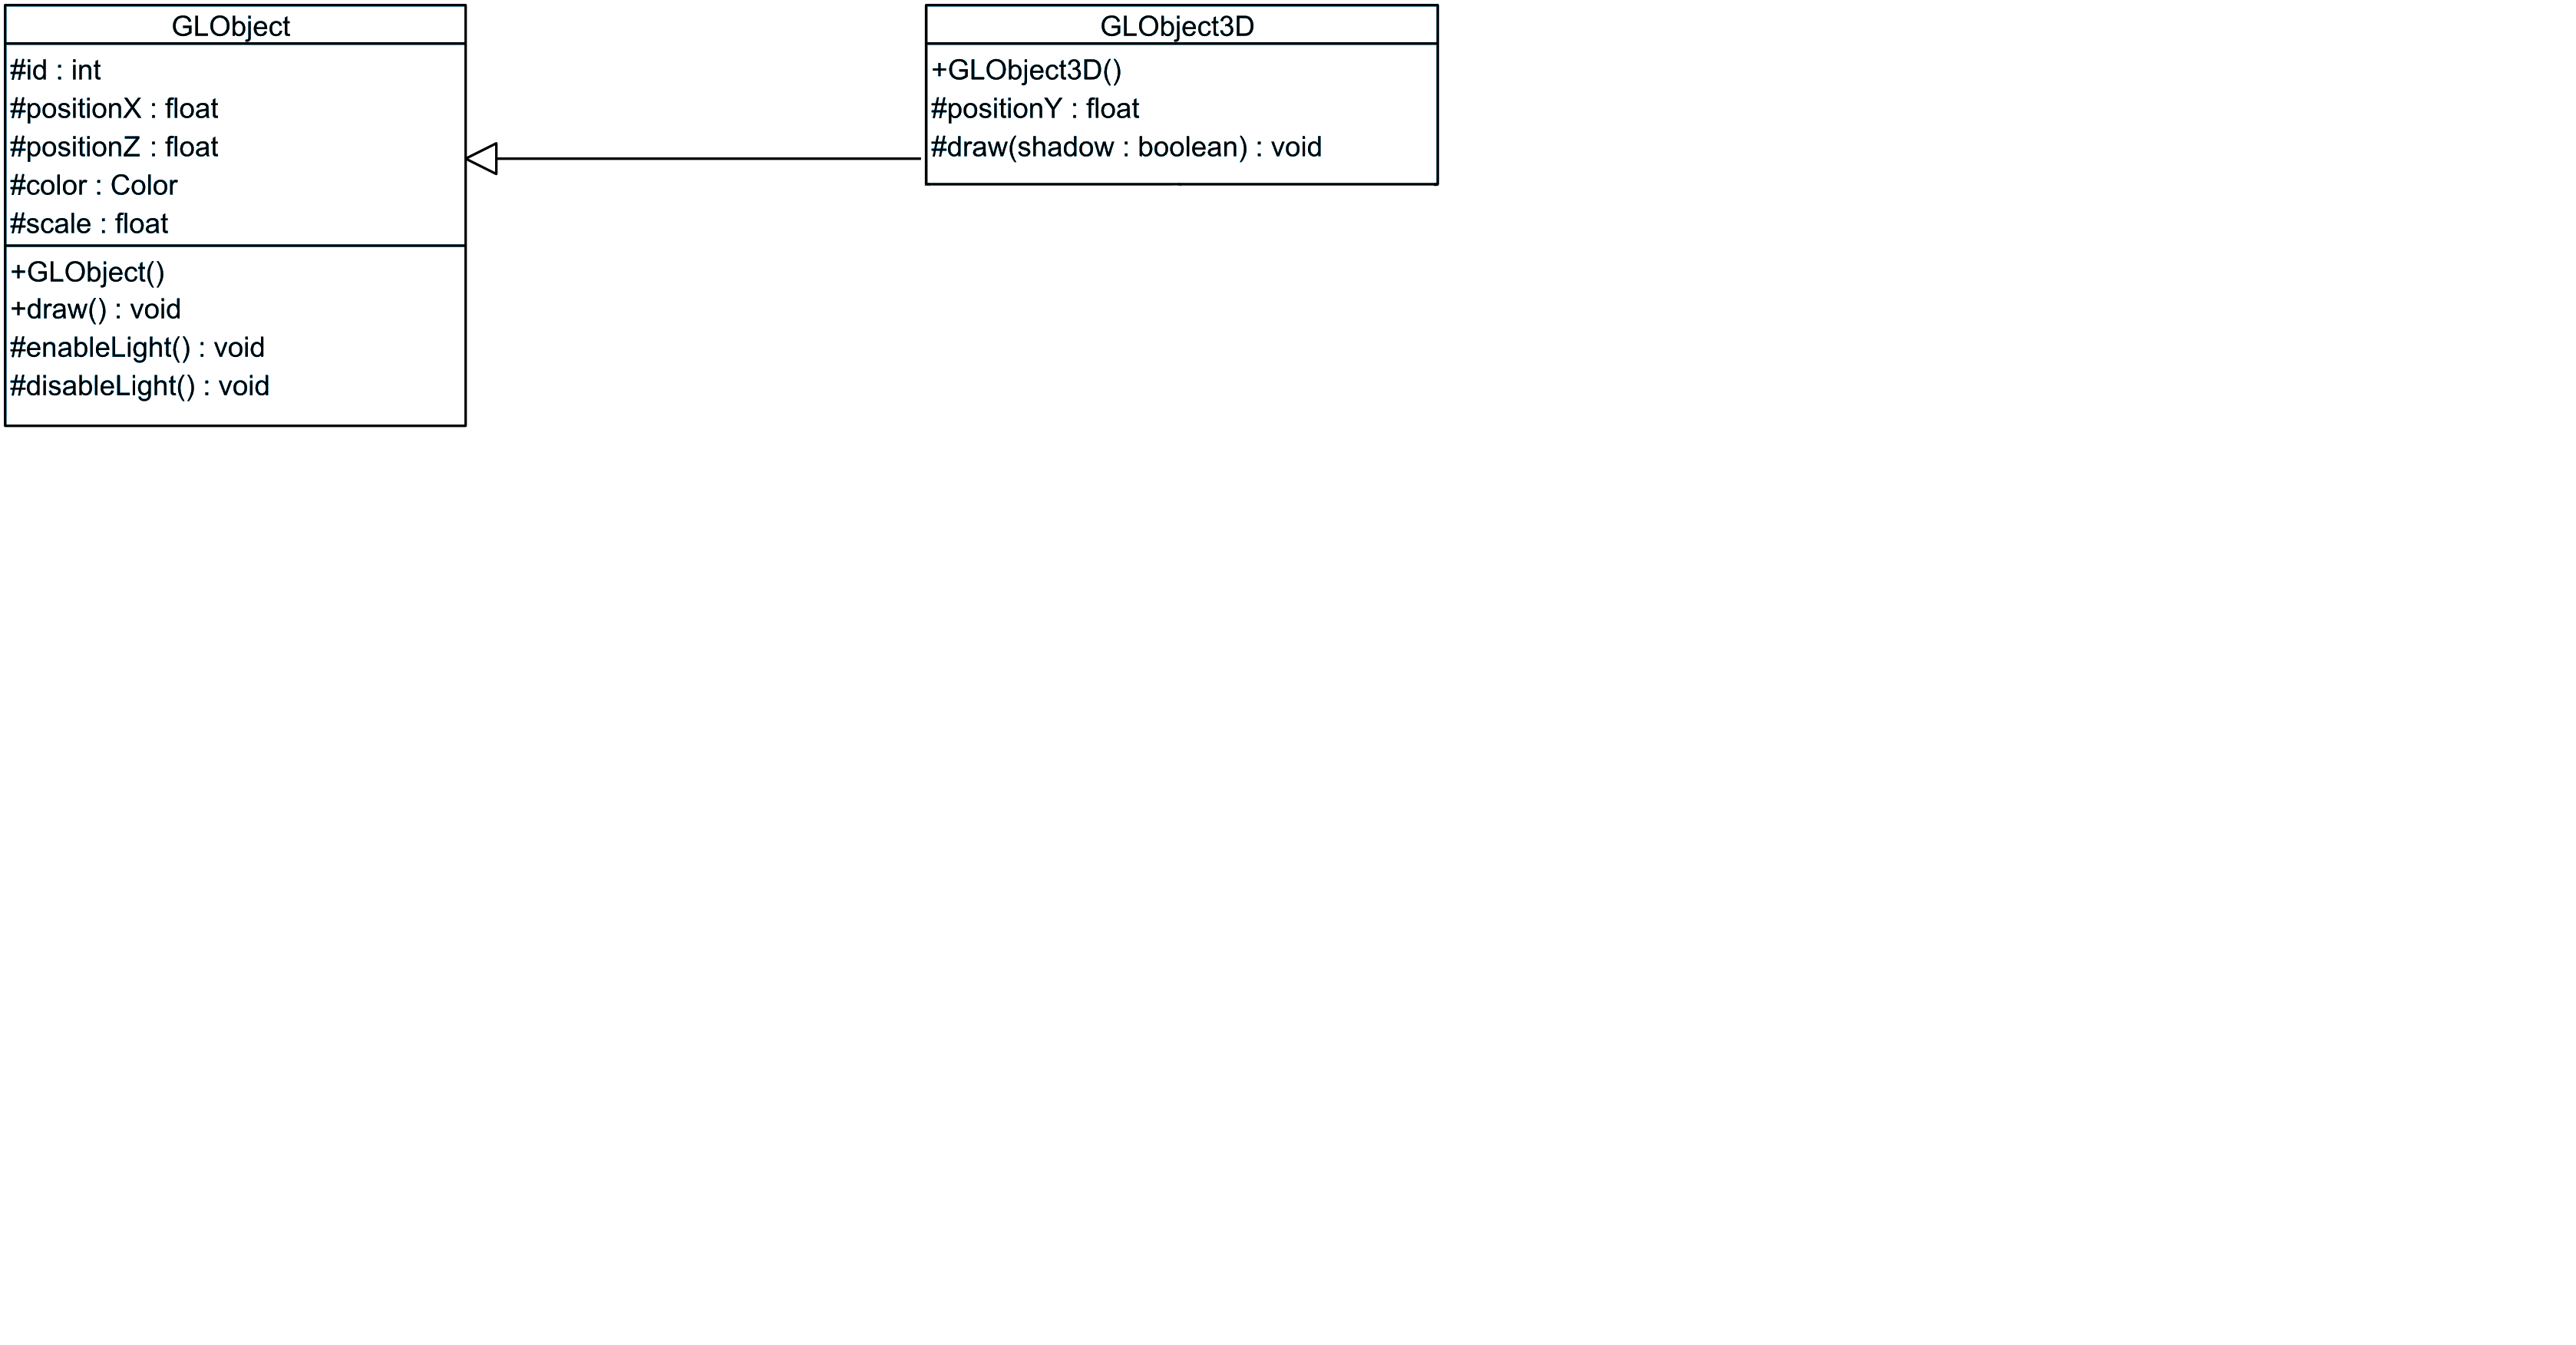 GLObject
#id : int
#positionX : float
#positionZ : float
#color : Color
#scale : float
+GLObject()
+draw() : void
#enableLight() : void
#disableLight() : void
GLObject3D
+GLObject3D()
#positionY : float
#draw(shadow : boolean) : void